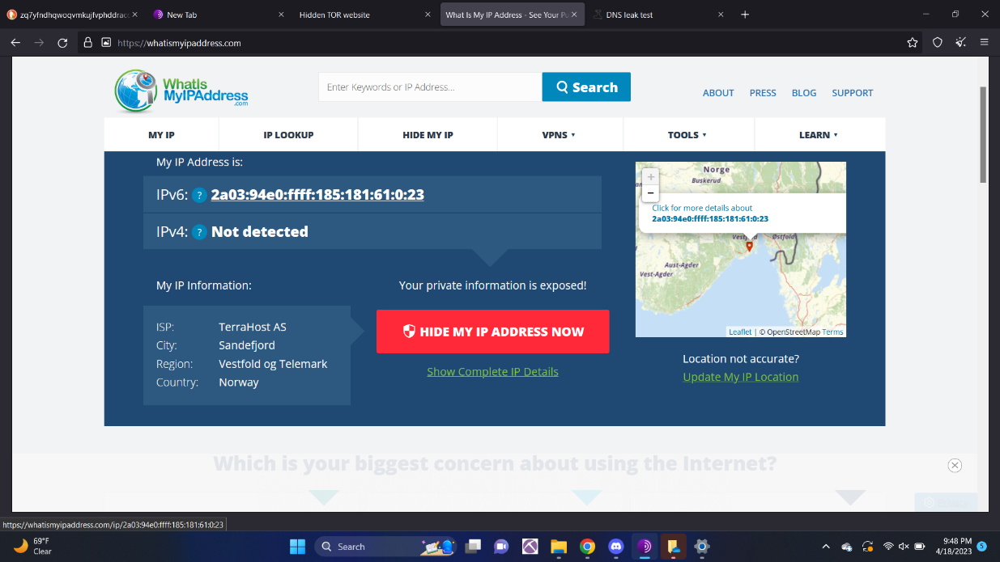 zq7yfndhqwoqvmkujfvphddrac
New Tab
Hidden TOR website
What Is My IP Address - See Your Pu
DNS leak test
https://whatismyipaddress.com
WhatIs
MyIPAddress
.com
Enter Keywords or IP Address...
Search
ABOUT
PRESS
BLOG
SUPPORT
MY IP
IP LOOKUP
HIDE MY IP
VPNS
TOOLS
LEARN
My IP Address is:
IPv6: ? 2a03:94e0:ffff:185:181:61:0:23
IPv4: ? Not detected
My IP Information:
ISP: TerraHost AS
City: Sandefjord
Region: Vestfold og Telemark
Country: Norway
Your private information is exposed!
HIDE MY IP ADDRESS NOW
Show Complete IP Details
Norge
Buskerud
+
−
Click for more details about
2a03:94e0:ffff:185:181:61:0:23
Østfold
Aust-Agder
Vest-Agder
Leaflet | © OpenStreetMap Terms
Location not accurate?
Update My IP Location
Which is your biggest concern about using the Internet?
https://whatismyipaddress.com/ip/2a03:94e0:ffff:185:181:61:0:23
69°F
Clear
Search
9:48 PM
4/18/2023
5